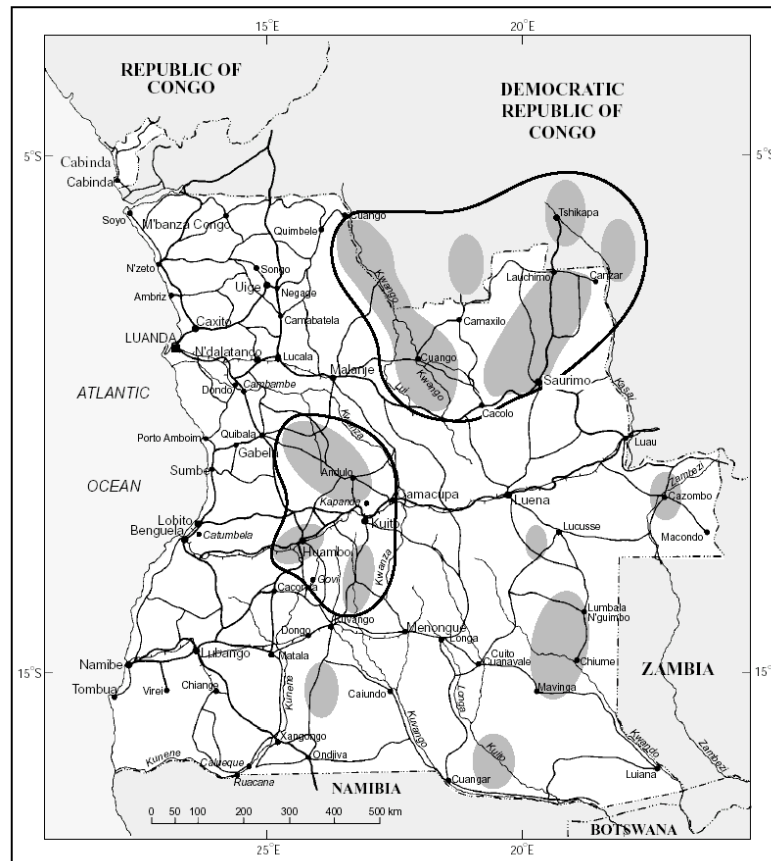 15°E
20°E
REPUBLIC OF
CONGO
DEMOCRATIC
REPUBLIC OF
CONGO
5°S
5°S
Cabinda
Cabinda
Soyo
M'banza Congo
Quimbele
Cuango
Tshikapa
N'zeto
Songo
Uige
Negage
Kwango
Lauchimo
Canzar
Ambriz
Caxito
Camabatela
Camaxilo
LUANDA
N'dalatando
Lucala
Cuango
Kwango
Malanje
Lui
Saurimo
Kasau
Dondo
Cambambe
Cacolo
ATLANTIC
Kwanza
Porto Amboim
Quibala
Gabela
Luau
Sumbe
Andulo
Zambezi
OCEAN
Kapanda
Camacupa
Luena
Cazombo
Lobito
Kuito
Lucusse
Macondo
Benguela
Catumbela
Huambo
Kwanza
Govi
Caconda
Lumbala
N'guimbo
Kuvango
Dongo
Menongue
Longa
Cuito
Cuanavale
Chiume
ZAMBIA
15°S
15°S
Namibe
Lubango
Matala
Tombua
Virei
Chiange
Kunene
Caiundo
Longa
Mavinga
Kuvango
Xangongo
Kuito
Kwando
Zambezi
Kunene
Calueque
Ondjiva
Ruacana
Cuangar
Luiana
NAMIBIA
0 50 100 200 300 400 500 km
BOTSWANA
15°E
20°E